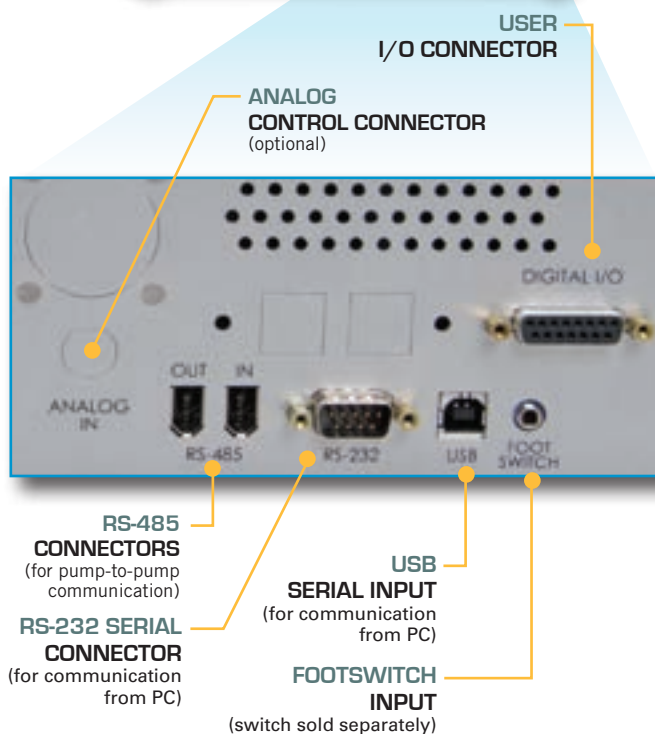 USER
I/O CONNECTOR
ANALOG
CONTROL CONNECTOR
(optional)
DIGITAL I/O
OUT IN
ANALOG
IN
RS-485
RS-232
USB
FOOT
SWITCH
RS-485
CONNECTORS
(for pump-to-pump
communication)
USB
SERIAL INPUT
(for communication
from PC)
RS-232 SERIAL
CONNECTOR
(for communication
from PC)
FOOTSWITCH
INPUT
(switch sold separately)